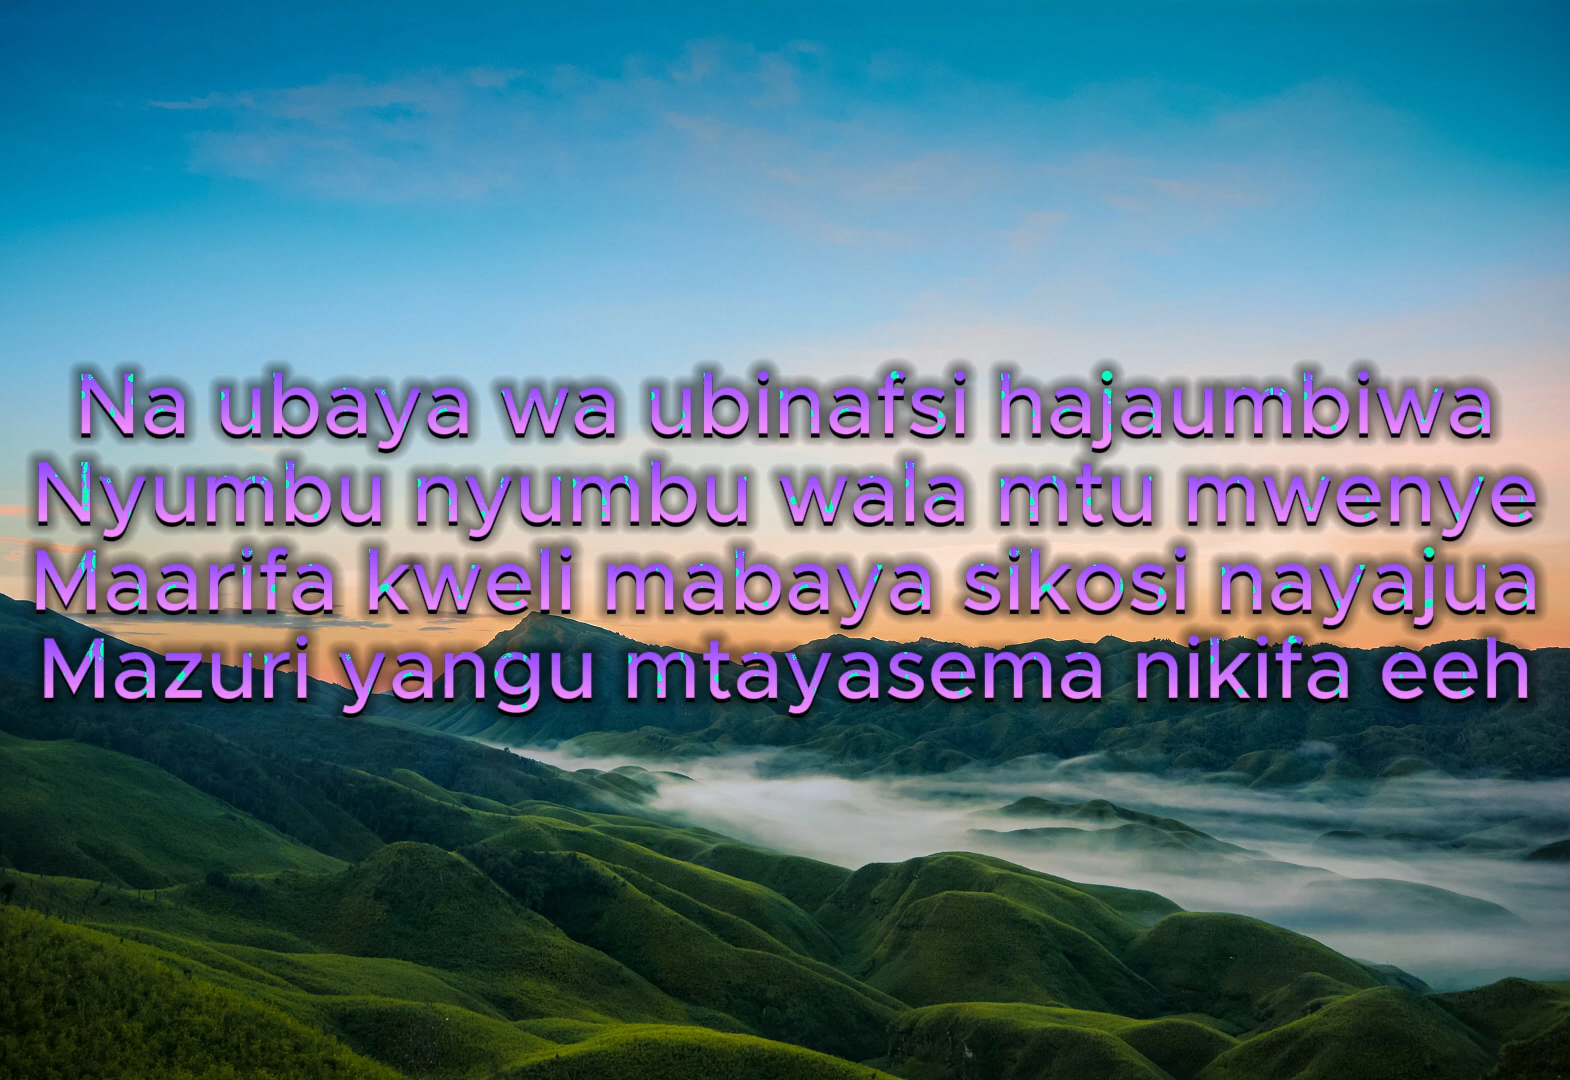 Na ubaya wa ubinafsi hajaumbiwa
Nyumbu nyumbu wala mtu mwenye
Maarifa kweli mabaya sikosi nayajua
Mazuri yangu mtayasema nikifa eeh